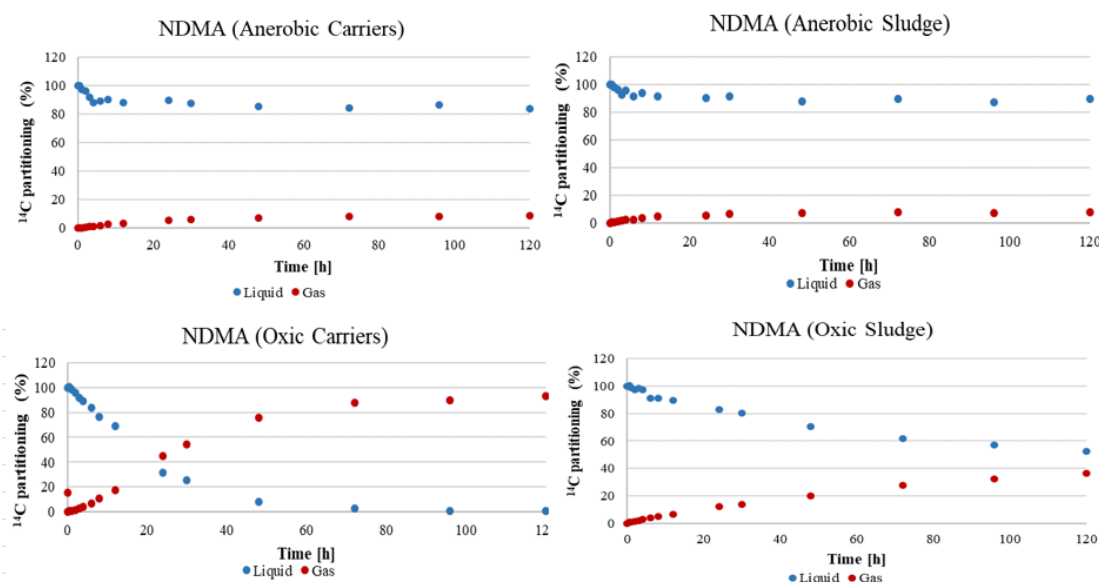 NDMA (Anerobic Carriers)
120
100
80
60
40
20
0
¹⁴C partitioning (%)
0 20 40 60 80 100 120
Time [h]
Liquid Gas
NDMA (Anerobic Sludge)
120
100
80
60
40
20
0
¹⁴C partitioning (%)
0 20 40 60 80 100 120
Time [h]
Liquid Gas
NDMA (Oxic Carriers)
120
100
80
60
40
20
0
¹⁴C partitioning (%)
0 20 40 60 80 100 120
Time [h]
Liquid Gas
NDMA (Oxic Sludge)
120
100
80
60
40
20
0
¹⁴C partitioning (%)
0 20 40 60 80 100 120
Time [h]
Liquid Gas